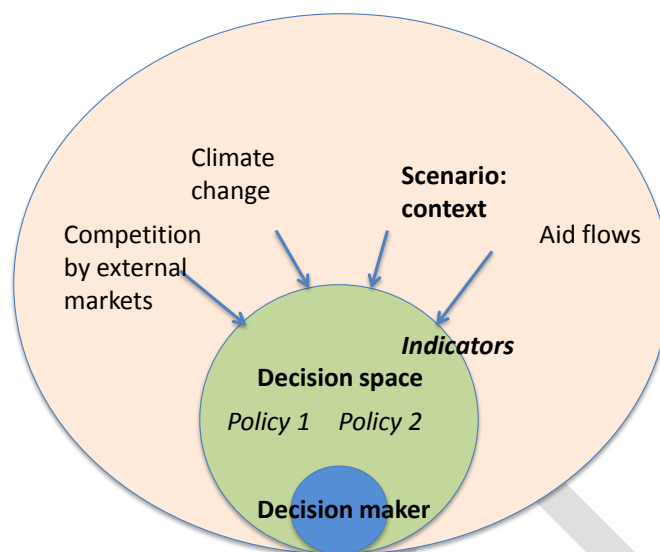 Climate
change
Scenario:
context
Competition
by external
markets
Aid flows
Indicators
Decision space
Policy 1 Policy 2
Decision maker